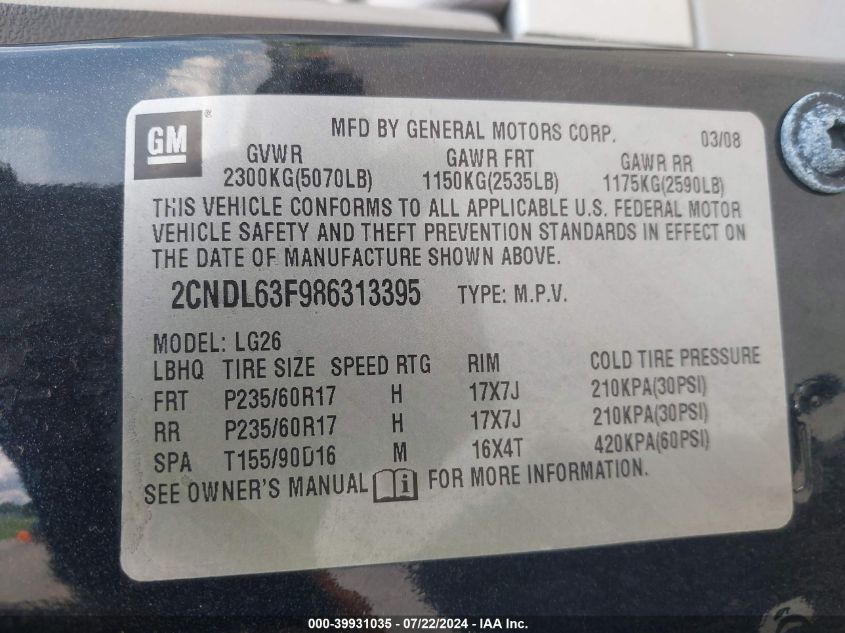 GM ®
MFD BY GENERAL MOTORS CORP. 03/08
GVWR GAWR FRT GAWR RR
2300KG(5070LB) 1150KG(2535LB) 1175KG(2590LB)
THIS VEHICLE CONFORMS TO ALL APPLICABLE U.S. FEDERAL MOTOR
VEHICLE SAFETY AND THEFT PREVENTION STANDARDS IN EFFECT ON
THE DATE OF MANUFACTURE SHOWN ABOVE.
2CNDL63F986313395 TYPE: M.P.V.
MODEL: LG26
LBHQ TIRE SIZE SPEED RTG RIM COLD TIRE PRESSURE
FRT P235/60R17 H 17X7J 210KPA(30PSI)
RR P235/60R17 H 17X7J 210KPA(30PSI)
SPA T155/90D16 M 16X4T 420KPA(60PSI)
SEE OWNER'S MANUAL i FOR MORE INFORMATION.
000-39931035 - 07/22/2024 - IAA Inc.